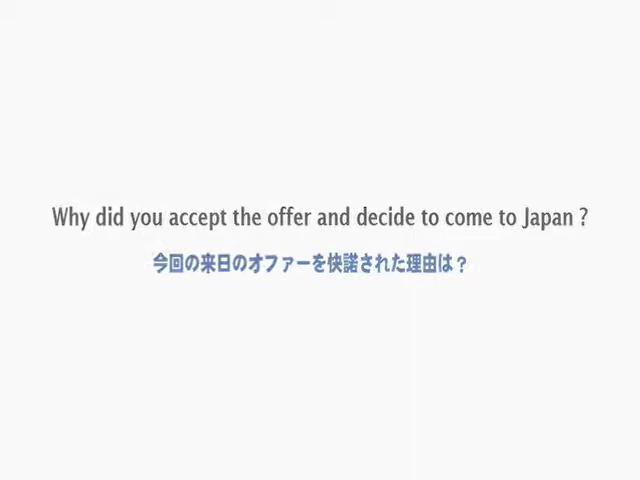 Why did you accept the offer and decide to come to Japan ?
今回の来日のオファーを快諾された理由は？